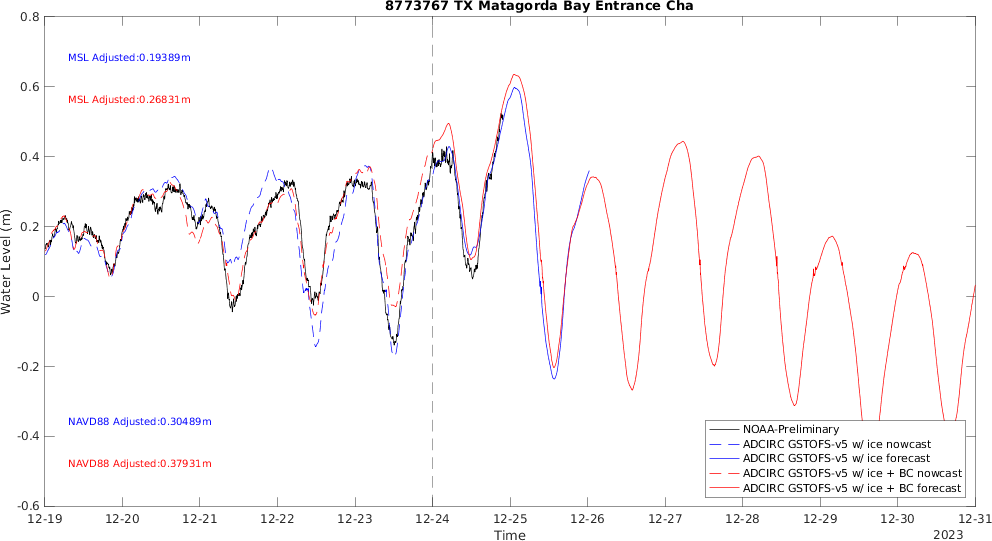 8773767 TX Matagorda Bay Entrance Cha
0.8
0.6
0.4
0.2
0
-0.2
-0.4
-0.6
Water Level (m)
MSL Adjusted:0.19389m
MSL Adjusted:0.26831m
NAVD88 Adjusted:0.30489m
NAVD88 Adjusted:0.37931m
NOAA-Preliminary
ADCIRC GSTOFS-v5 w/ ice nowcast
ADCIRC GSTOFS-v5 w/ ice forecast
ADCIRC GSTOFS-v5 w/ ice + BC nowcast
ADCIRC GSTOFS-v5 w/ ice + BC forecast
12-19 12-20 12-21 12-22 12-23 12-24 12-25 12-26 12-27 12-28 12-29 12-30 12-31
Time
2023